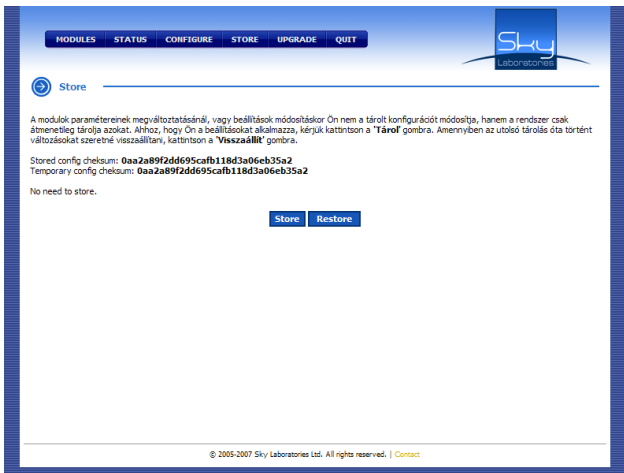 MODULES STATUS CONFIGURE STORE UPGRADE QUIT
Sky
Laboratories
Store
A modulok paramétereinek megváltoztatásánál, vagy beállítások módosításkor Ön nem a tárolt konfigurációt módosítja, hanem a rendszer csak
átmenetileg tárolja azokat. Ahhoz, hogy Ön a beállításokat alkalmazza, kérjük kattintson a 'Tárol' gombra. Amennyiben az utolsó tárolás óta történt
változásokat szeretné visszaállítani, kattintson a 'Visszaállít' gombra.
Stored config cheksum: 0aa2a89f2dd695cafb118d3a06eb35a2
Temporary config cheksum: 0aa2a89f2dd695cafb118d3a06eb35a2
No need to store.
Store Restore
© 2005-2007 Sky Laboratories Ltd. All rights reserved. | Contact